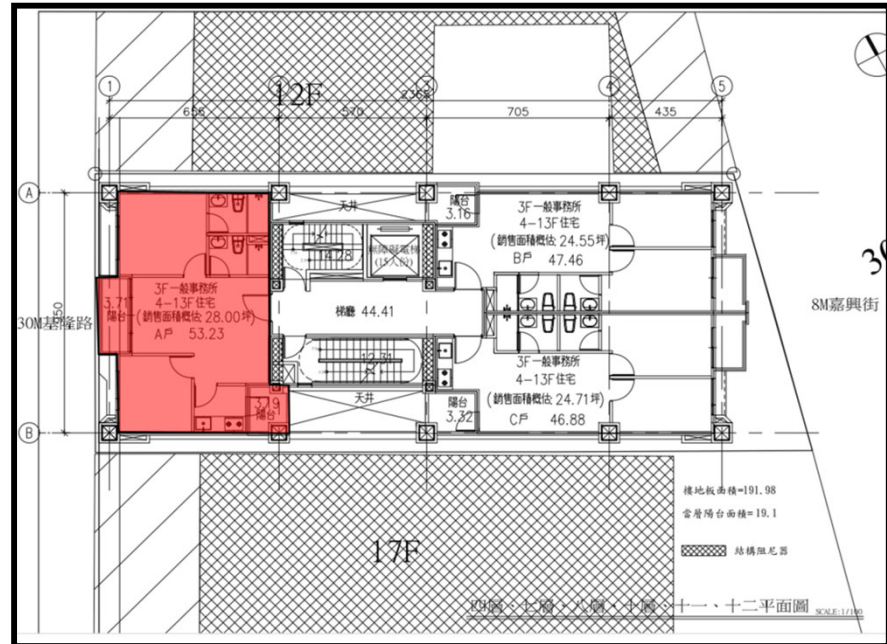 1
2
3
4
5
12F
2365
655
570
705
435
A
天井
陽台
3.16
3F一般事務所
4-13F住宅
(銷售面積概估:24.55坪)
B戶 47.46
14.28
無障礙電梯
3F一般事務所
4-13F住宅
(銷售面積概估:28.00坪)
A戶 53.23
3.71
陽台
950
30M基隆路
梯廳 44.41
8M嘉興街
12.31
3F一般事務所
4-13F住宅
(銷售面積概估:24.71坪)
C戶 46.88
天井
陽台
3.32
3.19
陽台
B
樓地板面積=191.98
當層陽台面積=19.1
結構阻尼器
17F
四層、七層、八層、十層、十一、十二平面圖 SCALE:1/100